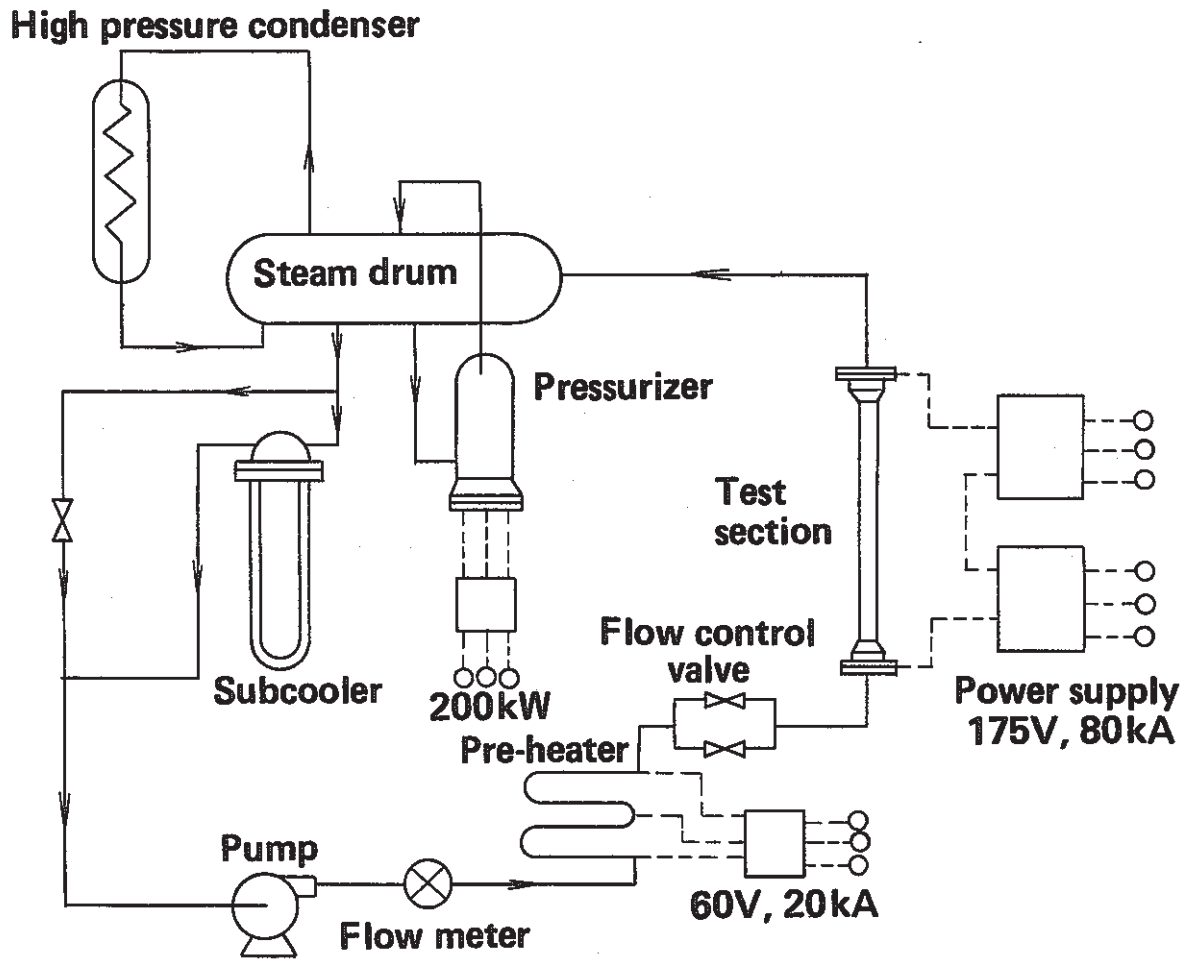 High pressure condenser
Steam drum
Pressurizer
Test
section
Flow control
valve
Subcooler
200kW
Power supply
175V, 80kA
Pre-heater
Pump
60V, 20kA
Flow meter